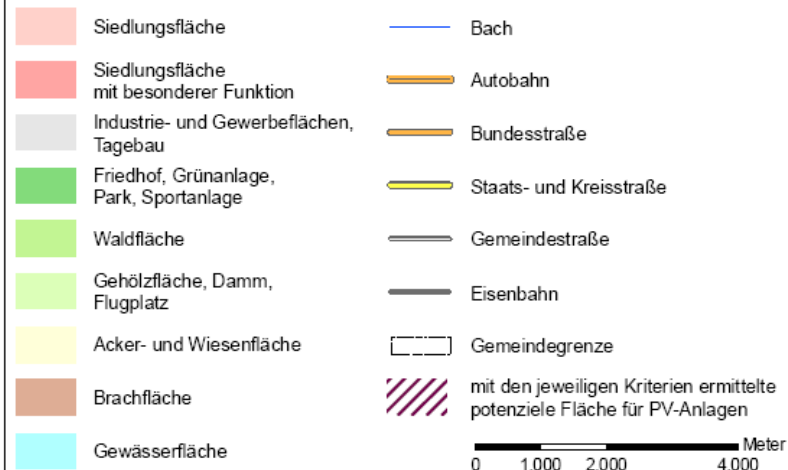 Siedlungsfläche
Siedlungsfläche
mit besonderer Funktion
Industrie- und Gewerbeflächen,
Tagebau
Friedhof, Grünanlage,
Park, Sportanlage
Waldfläche
Gehölzfläche, Damm,
Flugplatz
Acker- und Wiesenfläche
Brachfläche
Gewässerfläche
Bach
Autobahn
Bundesstraße
Staats- und Kreisstraße
Gemeindestraße
Eisenbahn
Gemeindegrenze
mit den jeweiligen Kriterien ermittelte
potenziele Fläche für PV-Anlagen
Meter
0 1.000 2.000 4.000